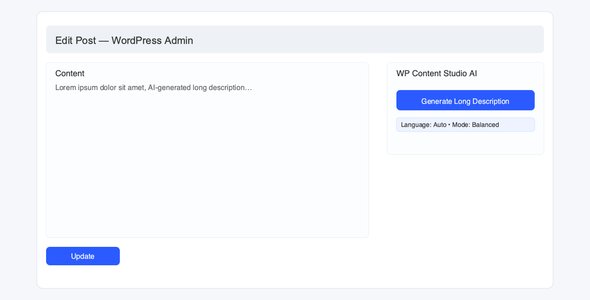 Edit Post — WordPress Admin
Content
Lorem ipsum dolor sit amet, AI-generated long description…
WP Content Studio AI
Generate Long Description
Language: Auto • Mode: Balanced
Update